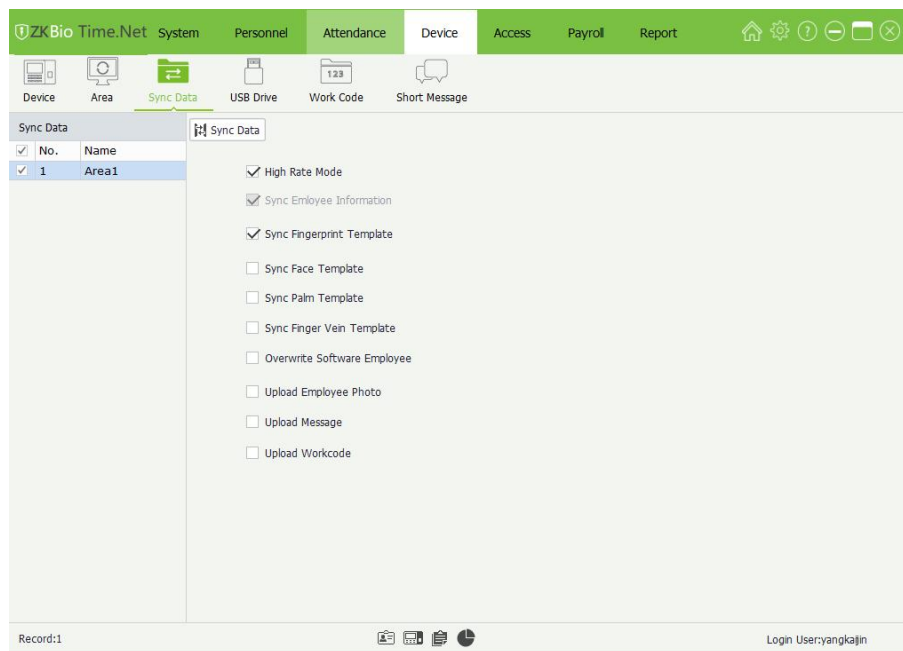 ZKBio Time.Net System Personnel Attendance Device Access Payrol Report
123
Device Area Sync Data USB Drive Work Code Short Message
Sync Data
Sync Data
No. Name
1 Area1
High Rate Mode
Sync Emloyee Information
Sync Fingerprint Template
Sync Face Template
Sync Palm Template
Sync Finger Vein Template
Overwrite Software Employee
Upload Employee Photo
Upload Message
Upload Workcode
Record:1
Login User:yangkaijin